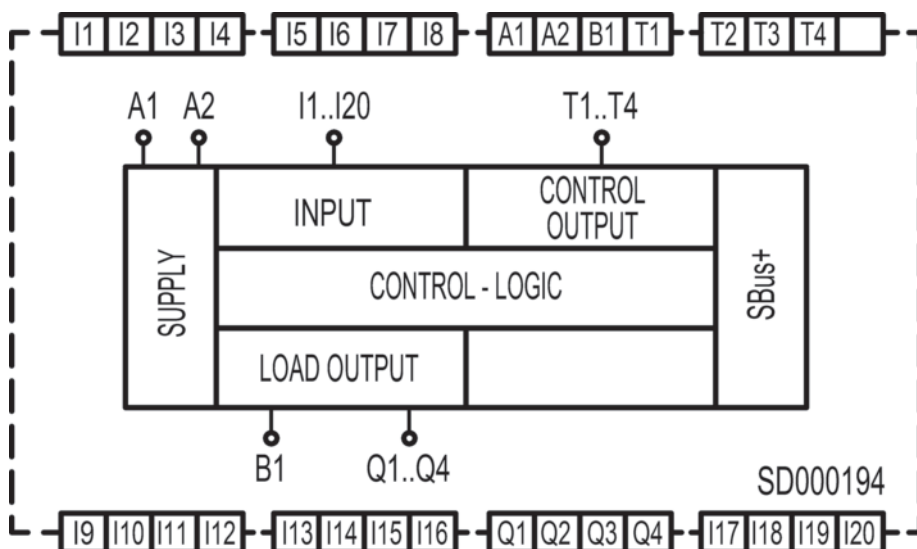 I1 I2 I3 I4 I5 I6 I7 I8 A1 A2 B1 T1 T2 T3 T4
A1 A2 I1..I20 T1..T4
SUPPLY
INPUT
CONTROL
OUTPUT
CONTROL - LOGIC
SBus+
LOAD OUTPUT
B1 Q1..Q4
SD000194
I9 I10 I11 I12 I13 I14 I15 I16 Q1 Q2 Q3 Q4 I17 I18 I19 I20